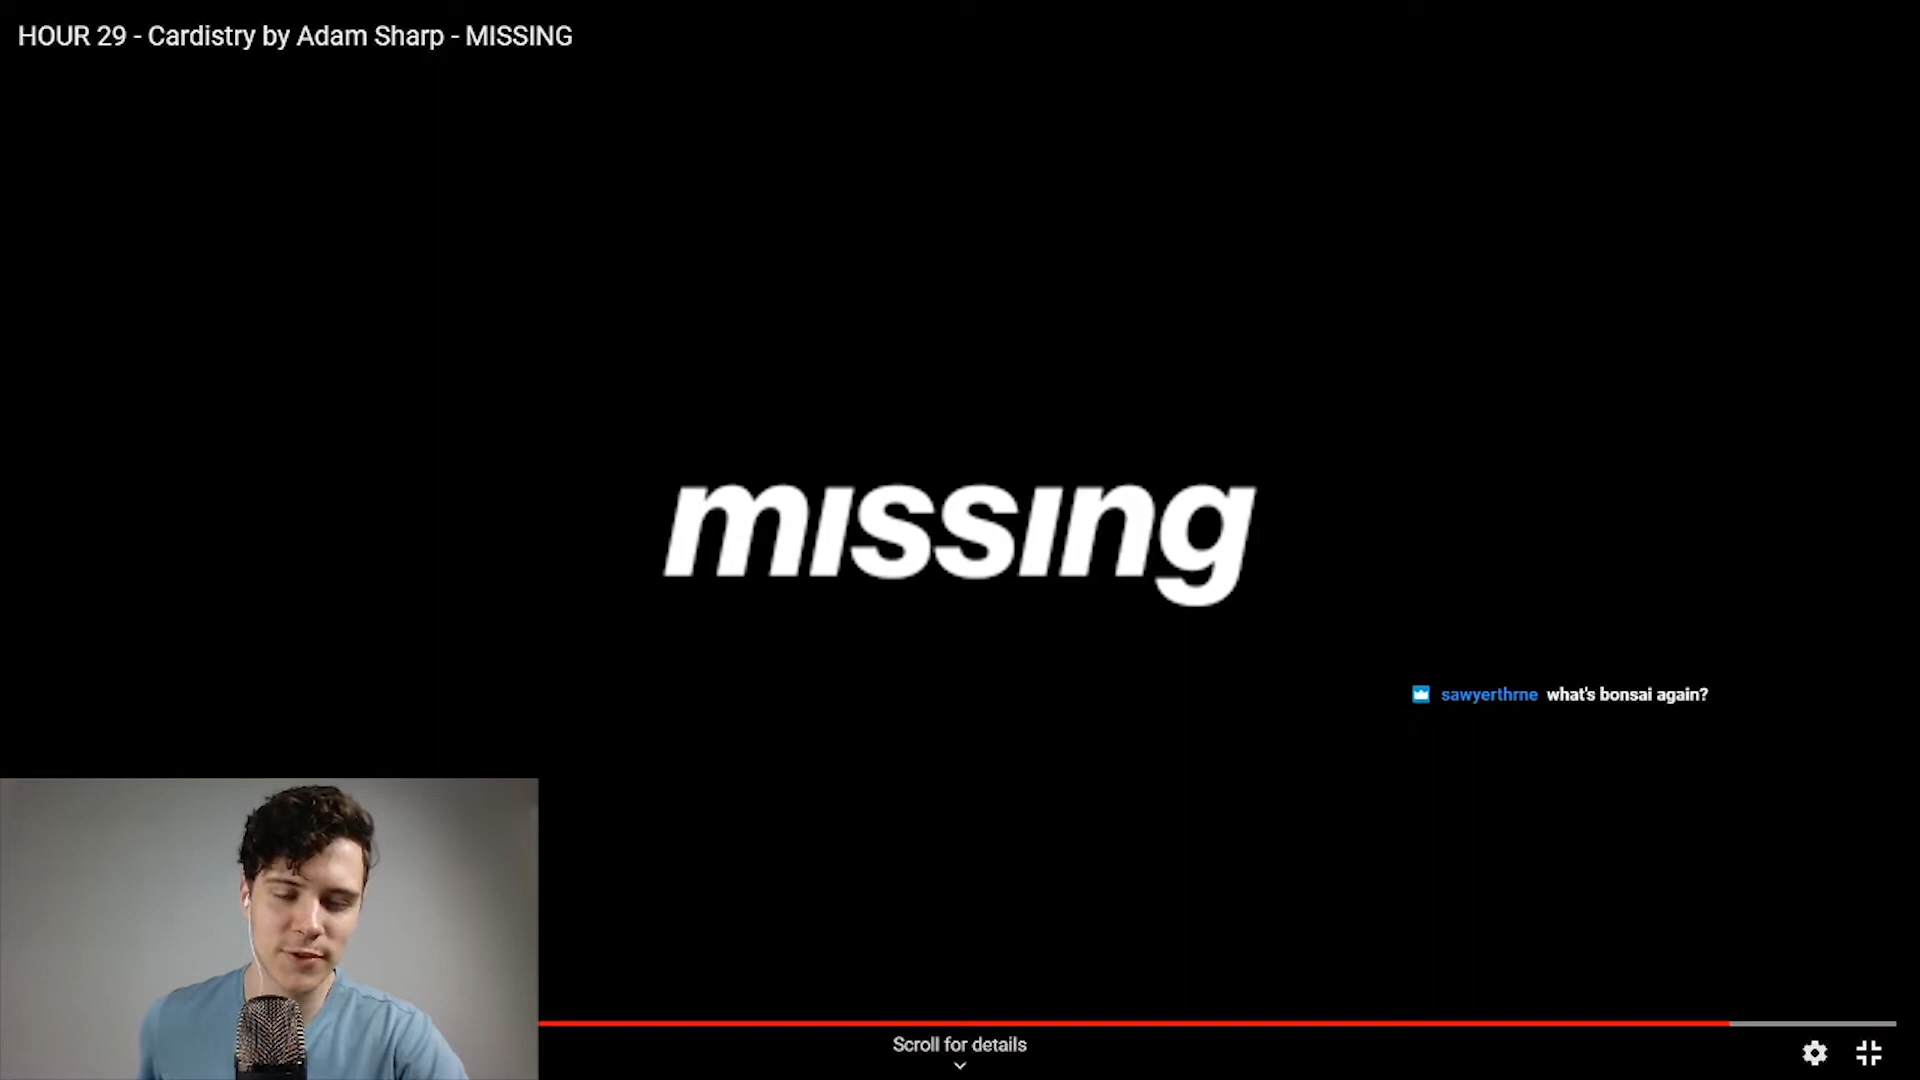 HOUR 29 - Cardistry by Adam Sharp - MISSING
missing
sawyerthrne what's bonsai again?
Scroll for details